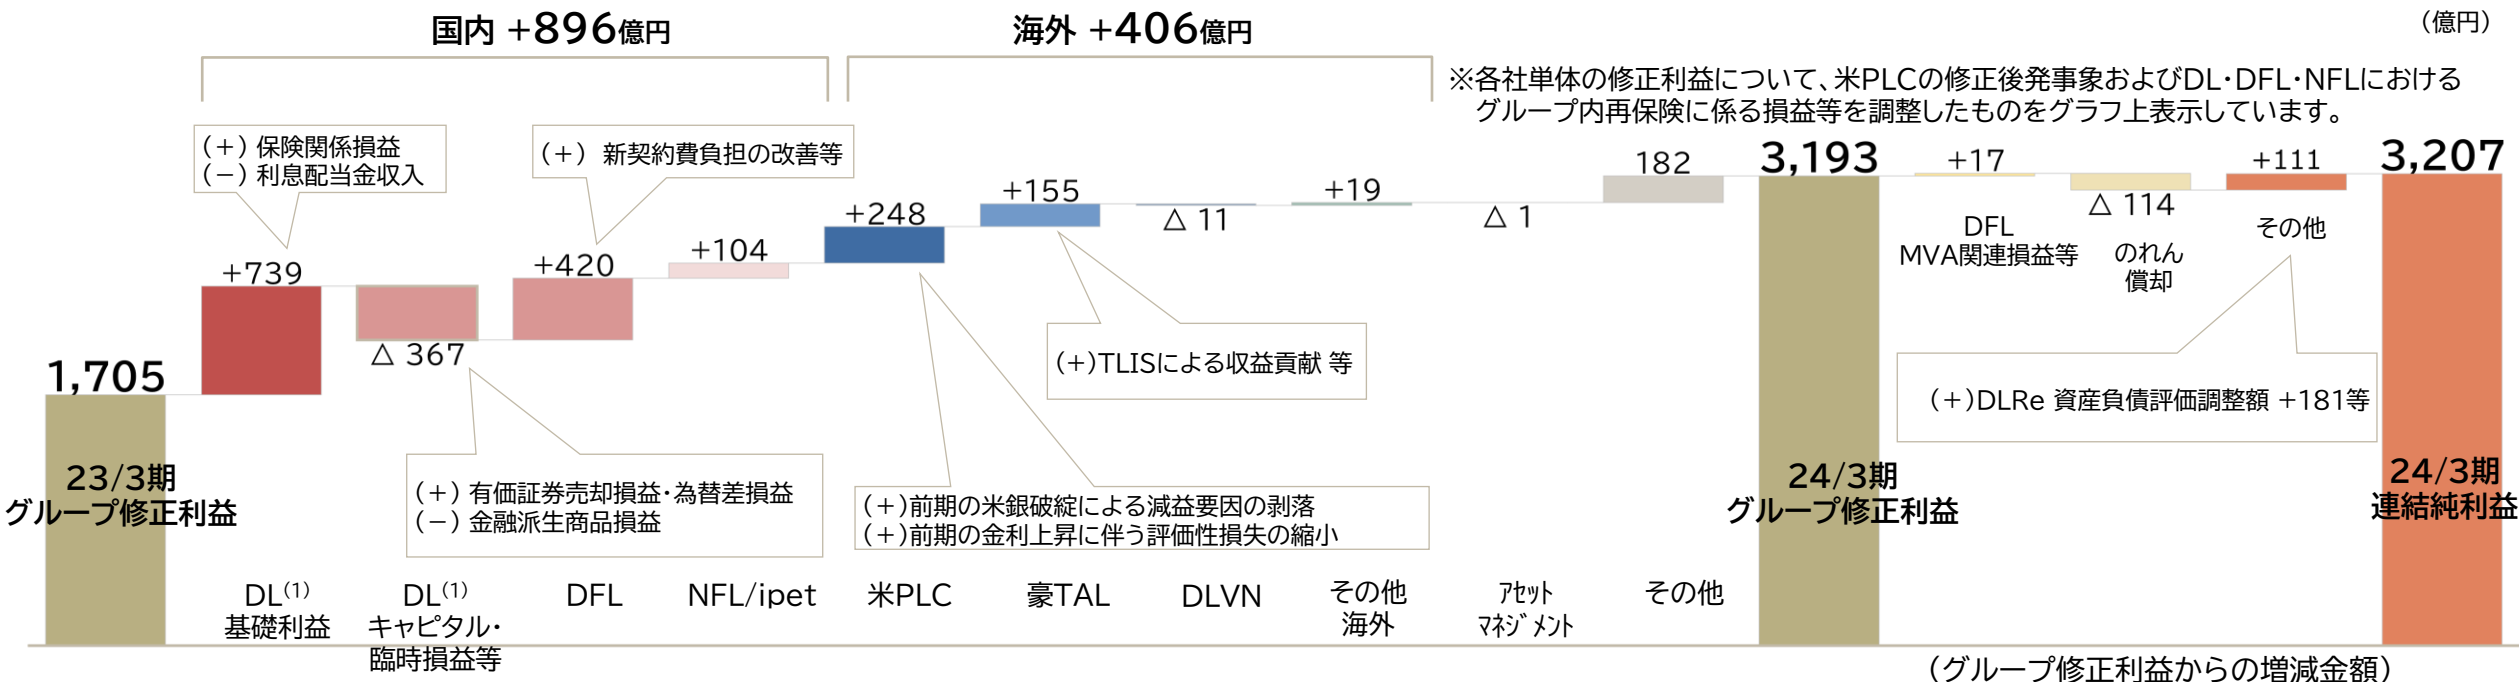 国内 +896億円
海外 +406億円
(億円)
※各社単体の修正利益について、米PLCの修正後発事象およびDL・DFL・NFLにおける
グループ内再保険に係る損益等を調整したものをグラフ上表示しています。
(+) 保険関係損益
(-) 利息配当金収入
(+) 新契約費負担の改善等
1,705
+739
△ 367
+420
+104
+248
+155
△ 11
+19
△ 1
182
3,193
+17
△ 114
+111
3,207
DFL
MVA関連損益等
のれん
償却
その他
(+)TLISによる収益貢献 等
(+)DLRe 資産負債評価調整額 +181等
(+) 有価証券売却損益・為替差損益
(-) 金融派生商品損益
(+)前期の米銀破綻による減益要因の剥落
(+)前期の金利上昇に伴う評価性損失の縮小
23/3期
グループ修正利益
24/3期
グループ修正利益
24/3期
連結純利益
DL(1)
基礎利益
DL(1)
キャピタル・
臨時損益等
DFL
NFL/ipet
米PLC
豪TAL
DLVN
その他
海外
ｱｾｯﾄ
ﾏﾈｼﾞﾒﾝﾄ
その他
(グループ修正利益からの増減金額)